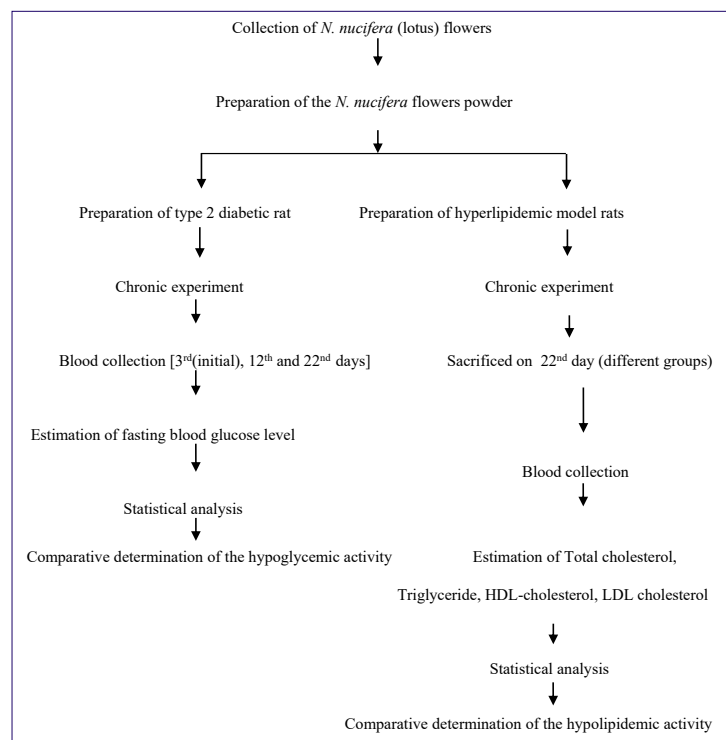 Collection of N. nucifera (lotus) flowers
Preparation of the N. nucifera flowers powder
Preparation of type 2 diabetic rat
Chronic experiment
Blood collection [3rd(initial), 12th and 22nd days]
Estimation of fasting blood glucose level
Statistical analysis
Comparative determination of the hypoglycemic activity
Preparation of hyperlipidemic model rats
Chronic experiment
Sacrificed on 22nd day (different groups)
Blood collection
Estimation of Total cholesterol,
Triglyceride, HDL-cholesterol, LDL cholesterol
Statistical analysis
Comparative determination of the hypolipidemic activity